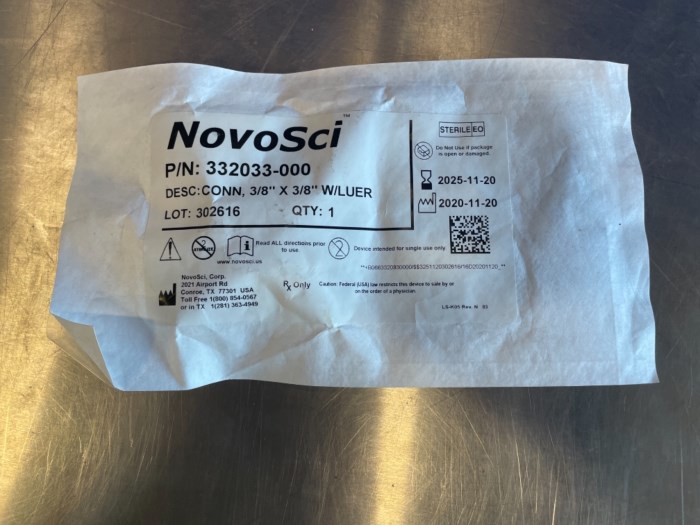 NovoSci™
P/N: 332033-000
DESC:CONN, 3/8" X 3/8" W/LUER
LOT: 302616 QTY: 1
STERILE EO
Do Not Use if package
is open or damaged.
2025-11-20
2020-11-20
Read ALL directions prior
to use.
www.novosci.us
2
Device intended for single use only
NovoSci, Corp.
2021 Airport Rd
Conroe, TX 77301 USA
Toll Free 1(800) 854-0567
or in TX 1(281) 363-4949
Rx Only
Caution: Federal (USA) law restricts this device to sale by or
on the order of a physician.